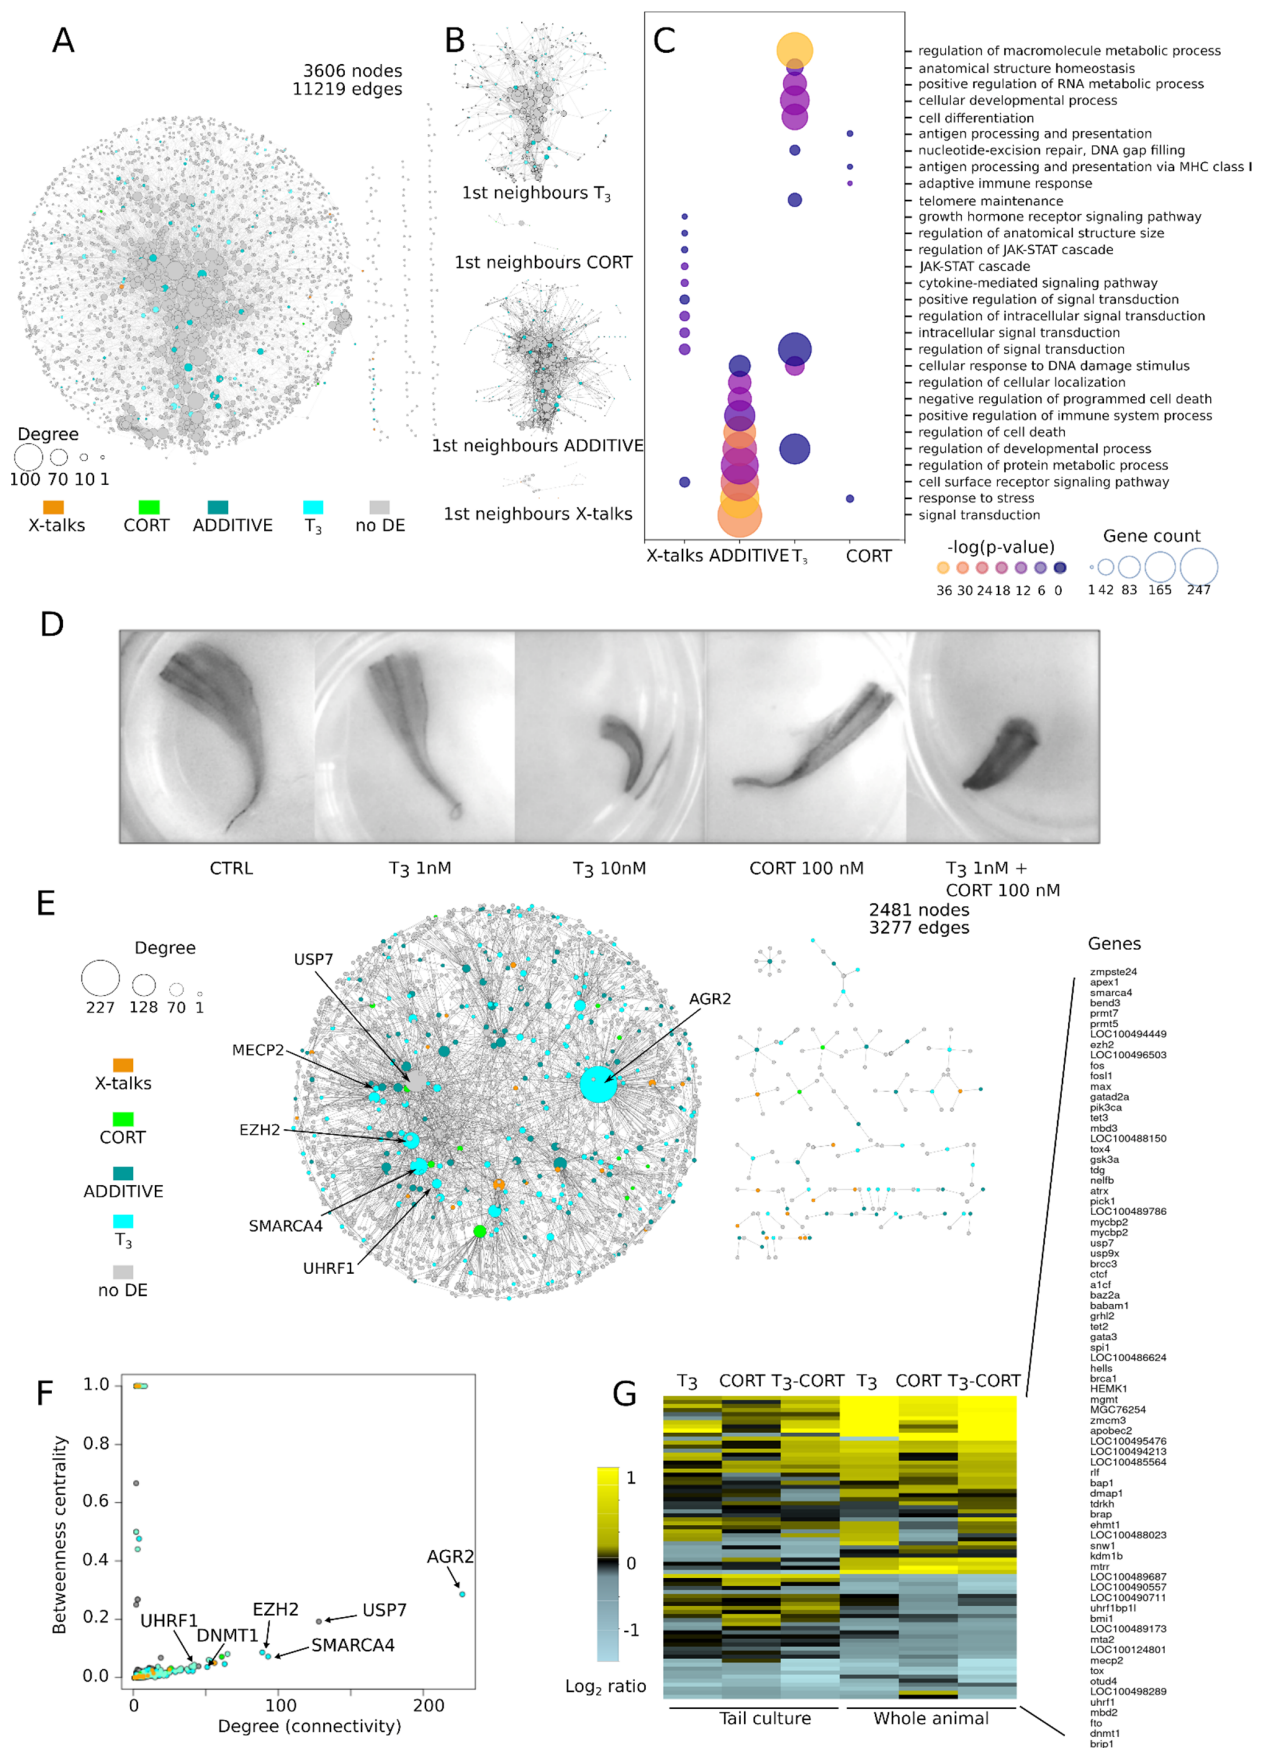 A
3606 nodes
11219 edges
Degree
100 70 10 1
X-talks
CORT
ADDITIVE
T3
no DE
B
1st neighbours T3
1st neighbours CORT
1st neighbours ADDITIVE
1st neighbours X-talks
C
regulation of macromolecule metabolic process
anatomical structure homeostasis
positive regulation of RNA metabolic process
cellular developmental process
cell differentiation
antigen processing and presentation
nucleotide-excision repair, DNA gap filling
antigen processing and presentation via MHC class I
adaptive immune response
telomere maintenance
growth hormone receptor signaling pathway
regulation of anatomical structure size
regulation of JAK-STAT cascade
JAK-STAT cascade
cytokine-mediated signaling pathway
positive regulation of signal transduction
regulation of intracellular signal transduction
intracellular signal transduction
regulation of signal transduction
cellular response to DNA damage stimulus
regulation of cellular localization
negative regulation of programmed cell death
positive regulation of immune system process
regulation of cell death
regulation of developmental process
regulation of protein metabolic process
cell surface receptor signaling pathway
response to stress
signal transduction
X-talks ADDITIVE T3 CORT
-log(p-value)
36 30 24 18 12 6 0
Gene count
1 42 83 165 247
D
CTRL
T3 1nM
T3 10nM
CORT 100 nM
T3 1nM +
CORT 100 nM
E
2481 nodes
3277 edges
Degree
227 128 70 1
X-talks
CORT
ADDITIVE
T3
no DE
USP7
MECP2
EZH2
SMARCA4
UHRF1
AGR2
Genes
zmpste24
apex1
smarca4
bend3
prmt7
prmt5
LOC100494449
ezh2
LOC100496503
fos
fosl1
max
gatad2a
pik3ca
tet3
mbd3
LOC100488150
tox4
gsk3a
tdg
nelfb
atrx
pick1
LOC100489786
mycbp2
mycbp2
usp7
usp9x
brcc3
ctcf
a1cf
baz2a
babam1
grhl2
tet2
gata3
spi1
LOC100486624
hells
brca1
HEMK1
mgmt
MGC76254
zmcm3
apobec2
LOC100495476
LOC100494213
LOC100485564
rlf
bap1
dmap1
tdrkh
brap
ehmt1
LOC100488023
snw1
kdm1b
mtrr
LOC100489687
LOC100490557
LOC100490711
uhrf1bp1l
bmi1
LOC100489173
mta2
LOC100124801
mecp2
tox
otud4
LOC100498289
uhrf1
mbd2
fto
dnmt1
brip1
F
Betweenness centrality
1.0
0.8
0.6
0.4
0.2
0.0
0 100 200
Degree (connectivity)
AGR2
USP7
EZH2
UHRF1
DNMT1
SMARCA4
G
T3 CORT T3-CORT T3 CORT T3-CORT
1
0
-1
Log2 ratio
Tail culture
Whole animal